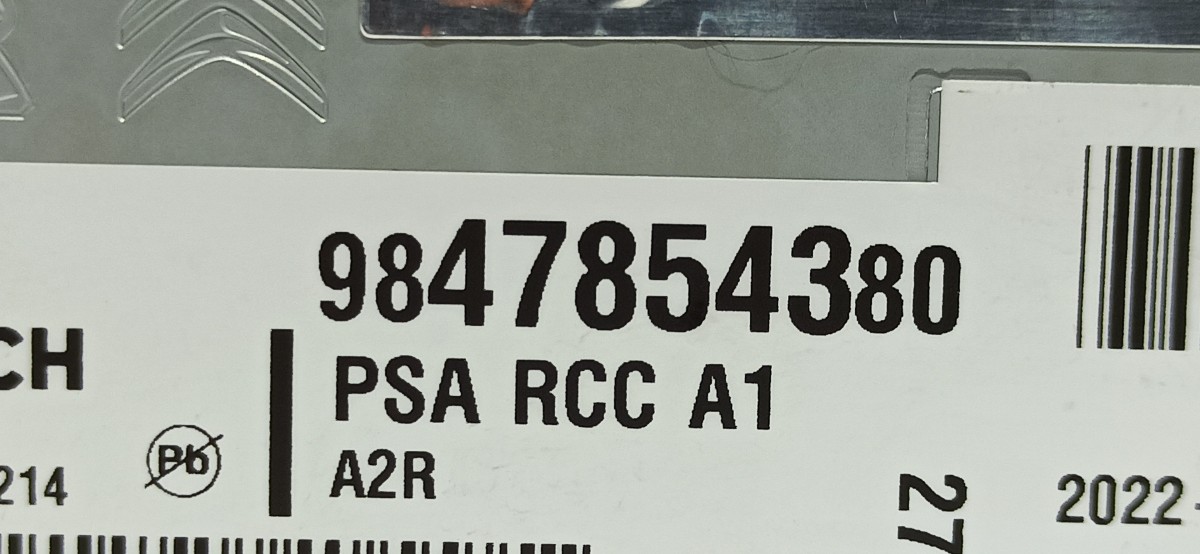 9847854380
CH
PSA RCC A1
Pb
214
A2R
27
2022-